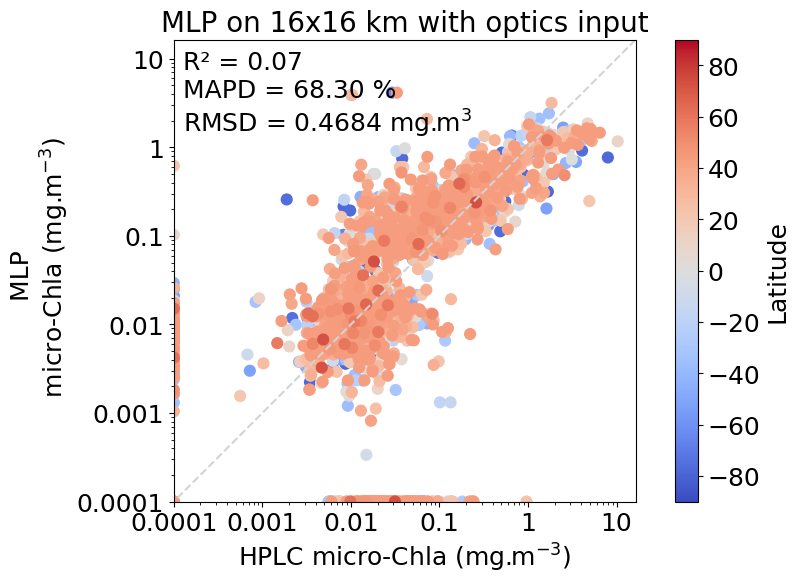 MLP on 16x16 km with optics input
R² = 0.07
MAPD = 68.30 %
RMSD = 0.4684 mg.m³
MLP
micro-Chla (mg.m⁻³)
10
1
0.1
0.01
0.001
0.0001
0.0001 0.001 0.01 0.1 1 10
HPLC micro-Chla (mg.m⁻³)
80
60
40
20
0
−20
−40
−60
−80
Latitude